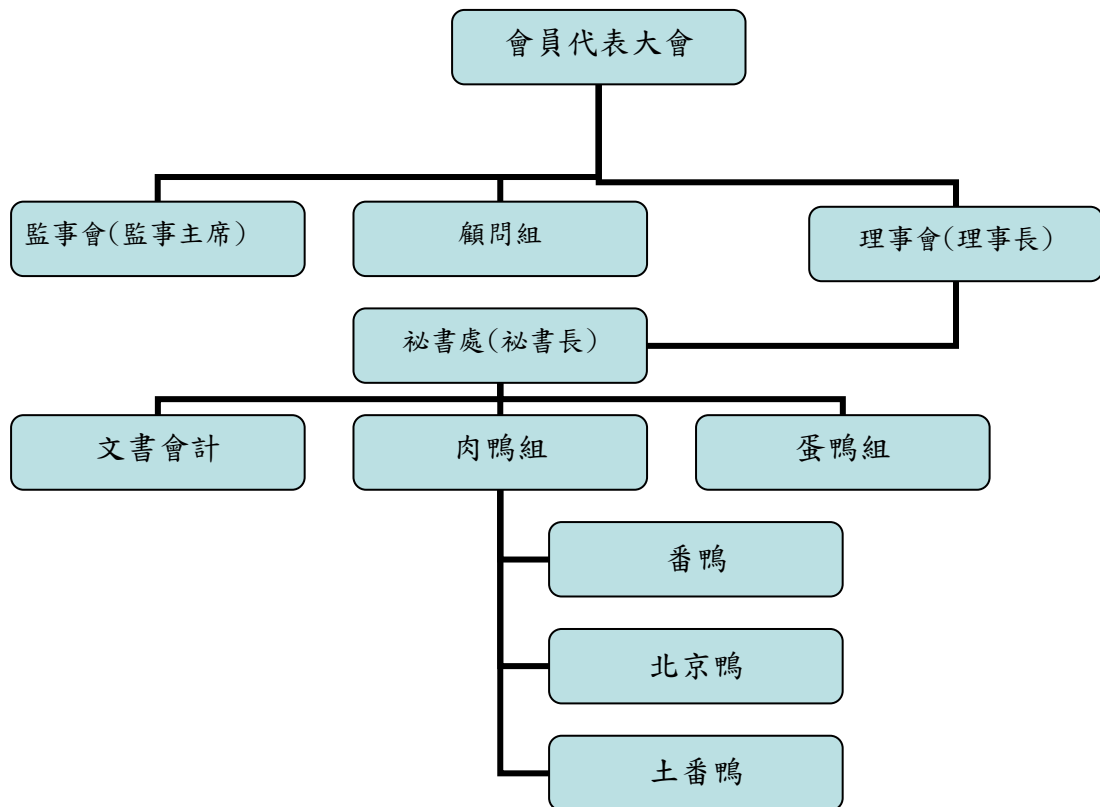 會員代表大會
監事會(監事主席)
顧問組
理事會(理事長)
祕書處(祕書長)
文書會計
肉鴨組
蛋鴨組
番鴨
北京鴨
土番鴨